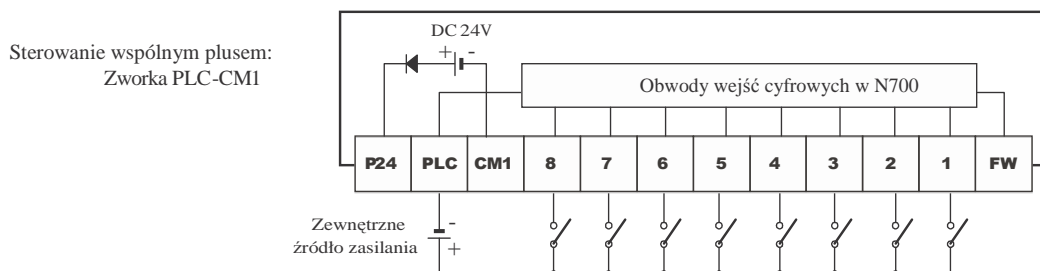 DC 24V
+ -
Sterowanie wspólnym plusem:
Zworka PLC-CM1
Obwody wejść cyfrowych w N700
P24 PLC CM1 8 7 6 5 4 3 2 1 FW
Zewnętrzne
źródło zasilania
-
+